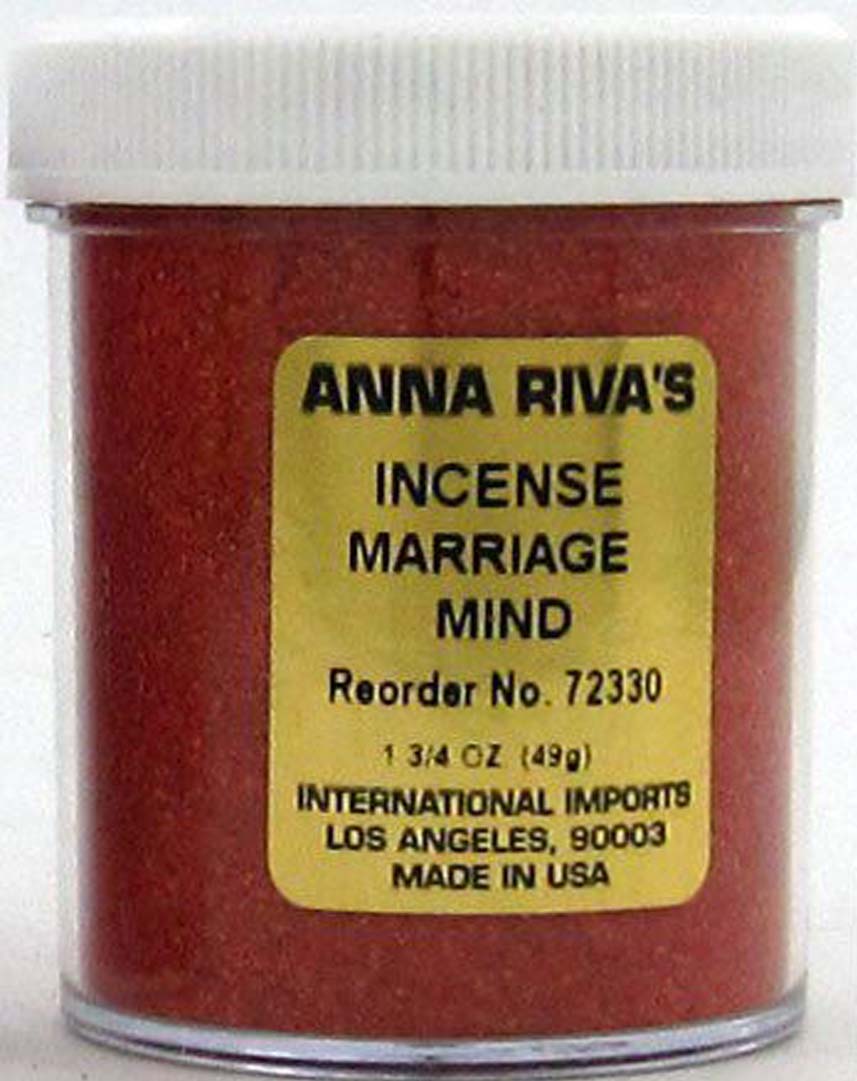 ANNA RIVA'S
INCENSE
MARRIAGE
MIND
Reorder No. 72330
1 3/4 OZ (49g)
INTERNATIONAL IMPORTS
LOS ANGELES, 90003
MADE IN USA